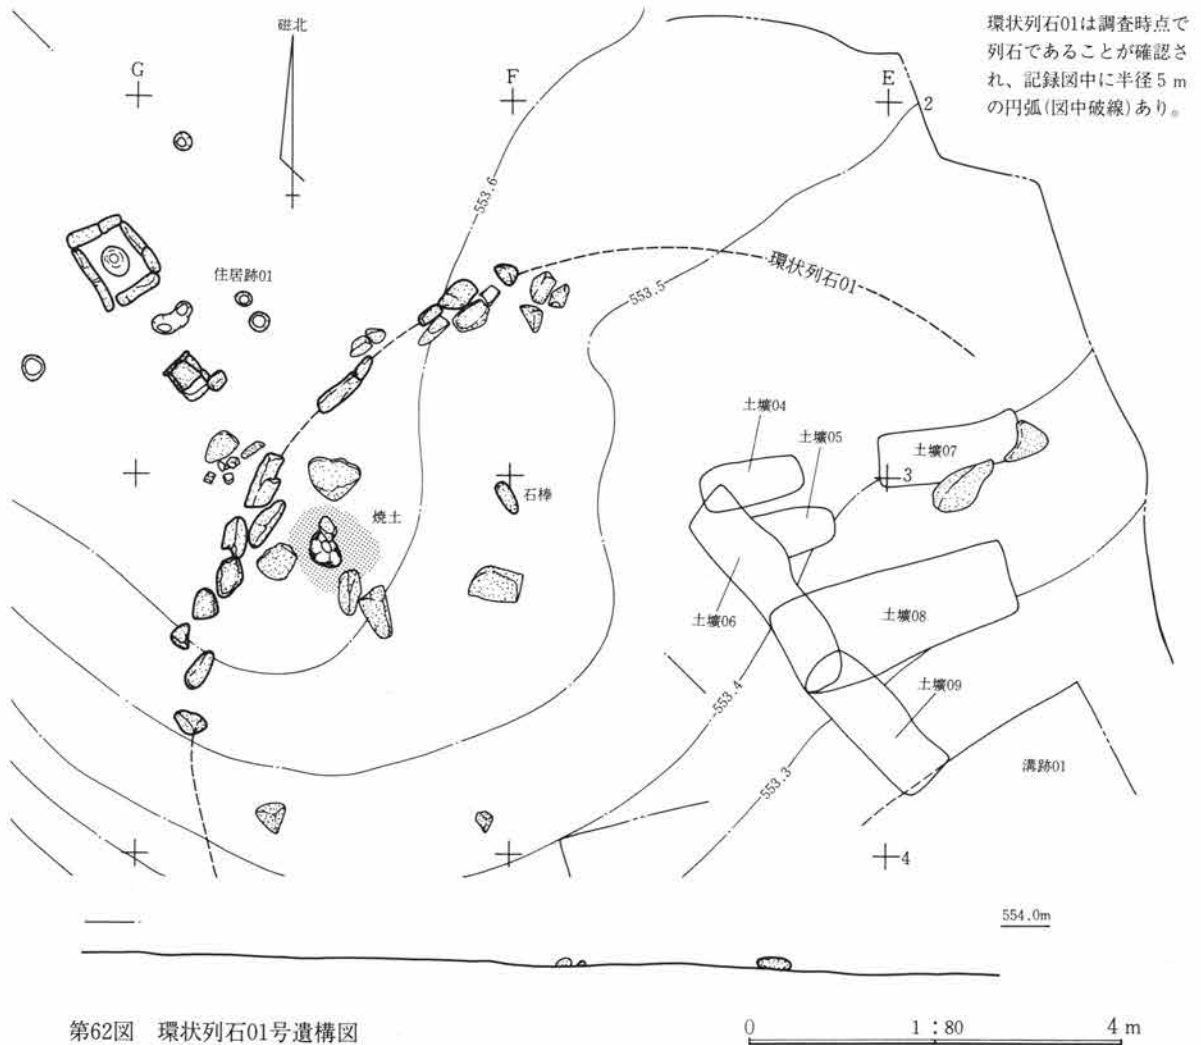 環状列石01は調査時点で
列石であることが確認さ
れ、記録図中に半径5m
の円弧(図中破線)あり。
磁北
G
F
E
2
553.6
住居跡01
553.5
環状列石01
土壙04
土壙05
土壙07
3
石棒
焼土
土壙06
土壙08
553.4
土壙09
553.3
溝跡01
4
554.0m
第62図 環状列石01号遺構図
0 1:80 4m